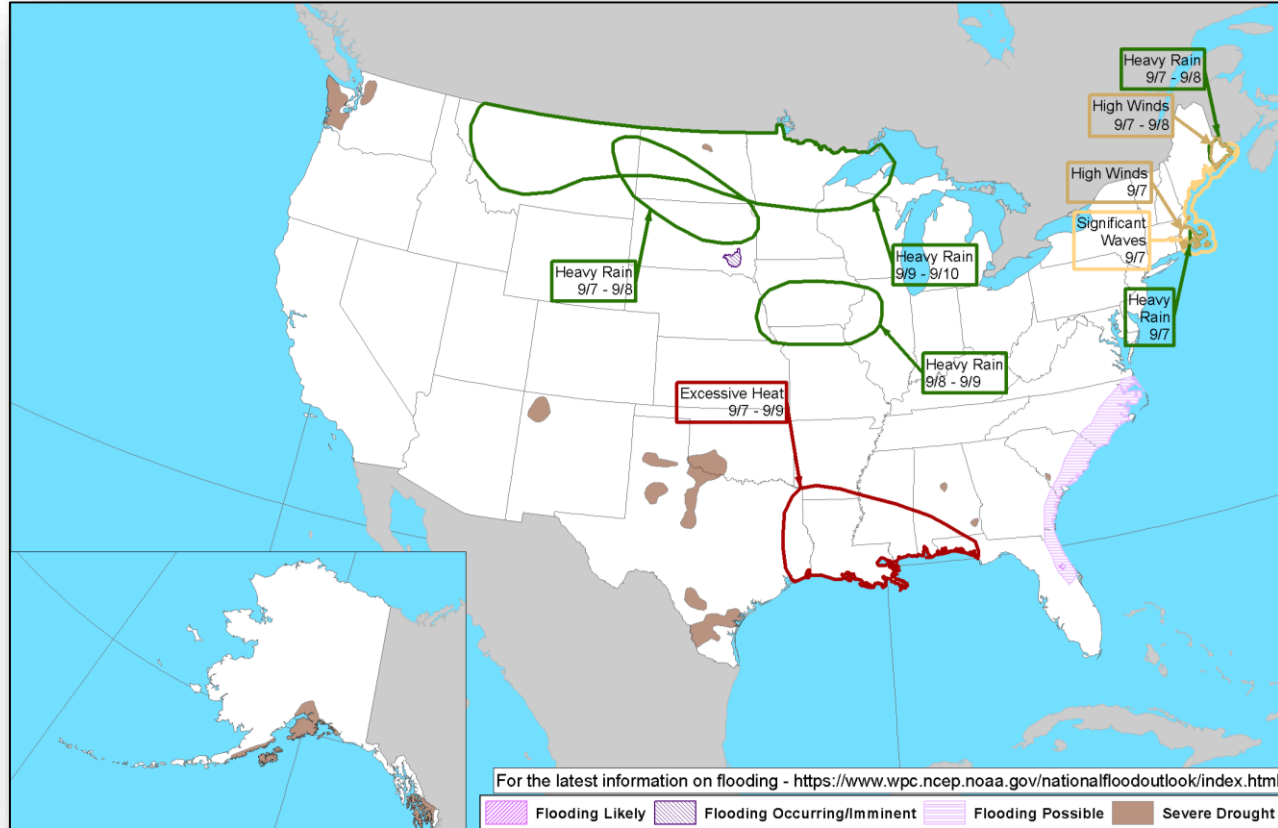 Heavy Rain
9/7 - 9/8
High Winds
9/7 - 9/8
High Winds
9/7
Significant
Waves
9/7
Heavy Rain
9/7 - 9/8
Heavy Rain
9/9 - 9/10
Heavy
Rain
9/7
Heavy Rain
9/8 - 9/9
Excessive Heat
9/7 - 9/9
For the latest information on flooding - https://www.wpc.ncep.noaa.gov/nationalfloodoutlook/index.html
Flooding Likely
Flooding Occurring/Imminent
Flooding Possible
Severe Drought